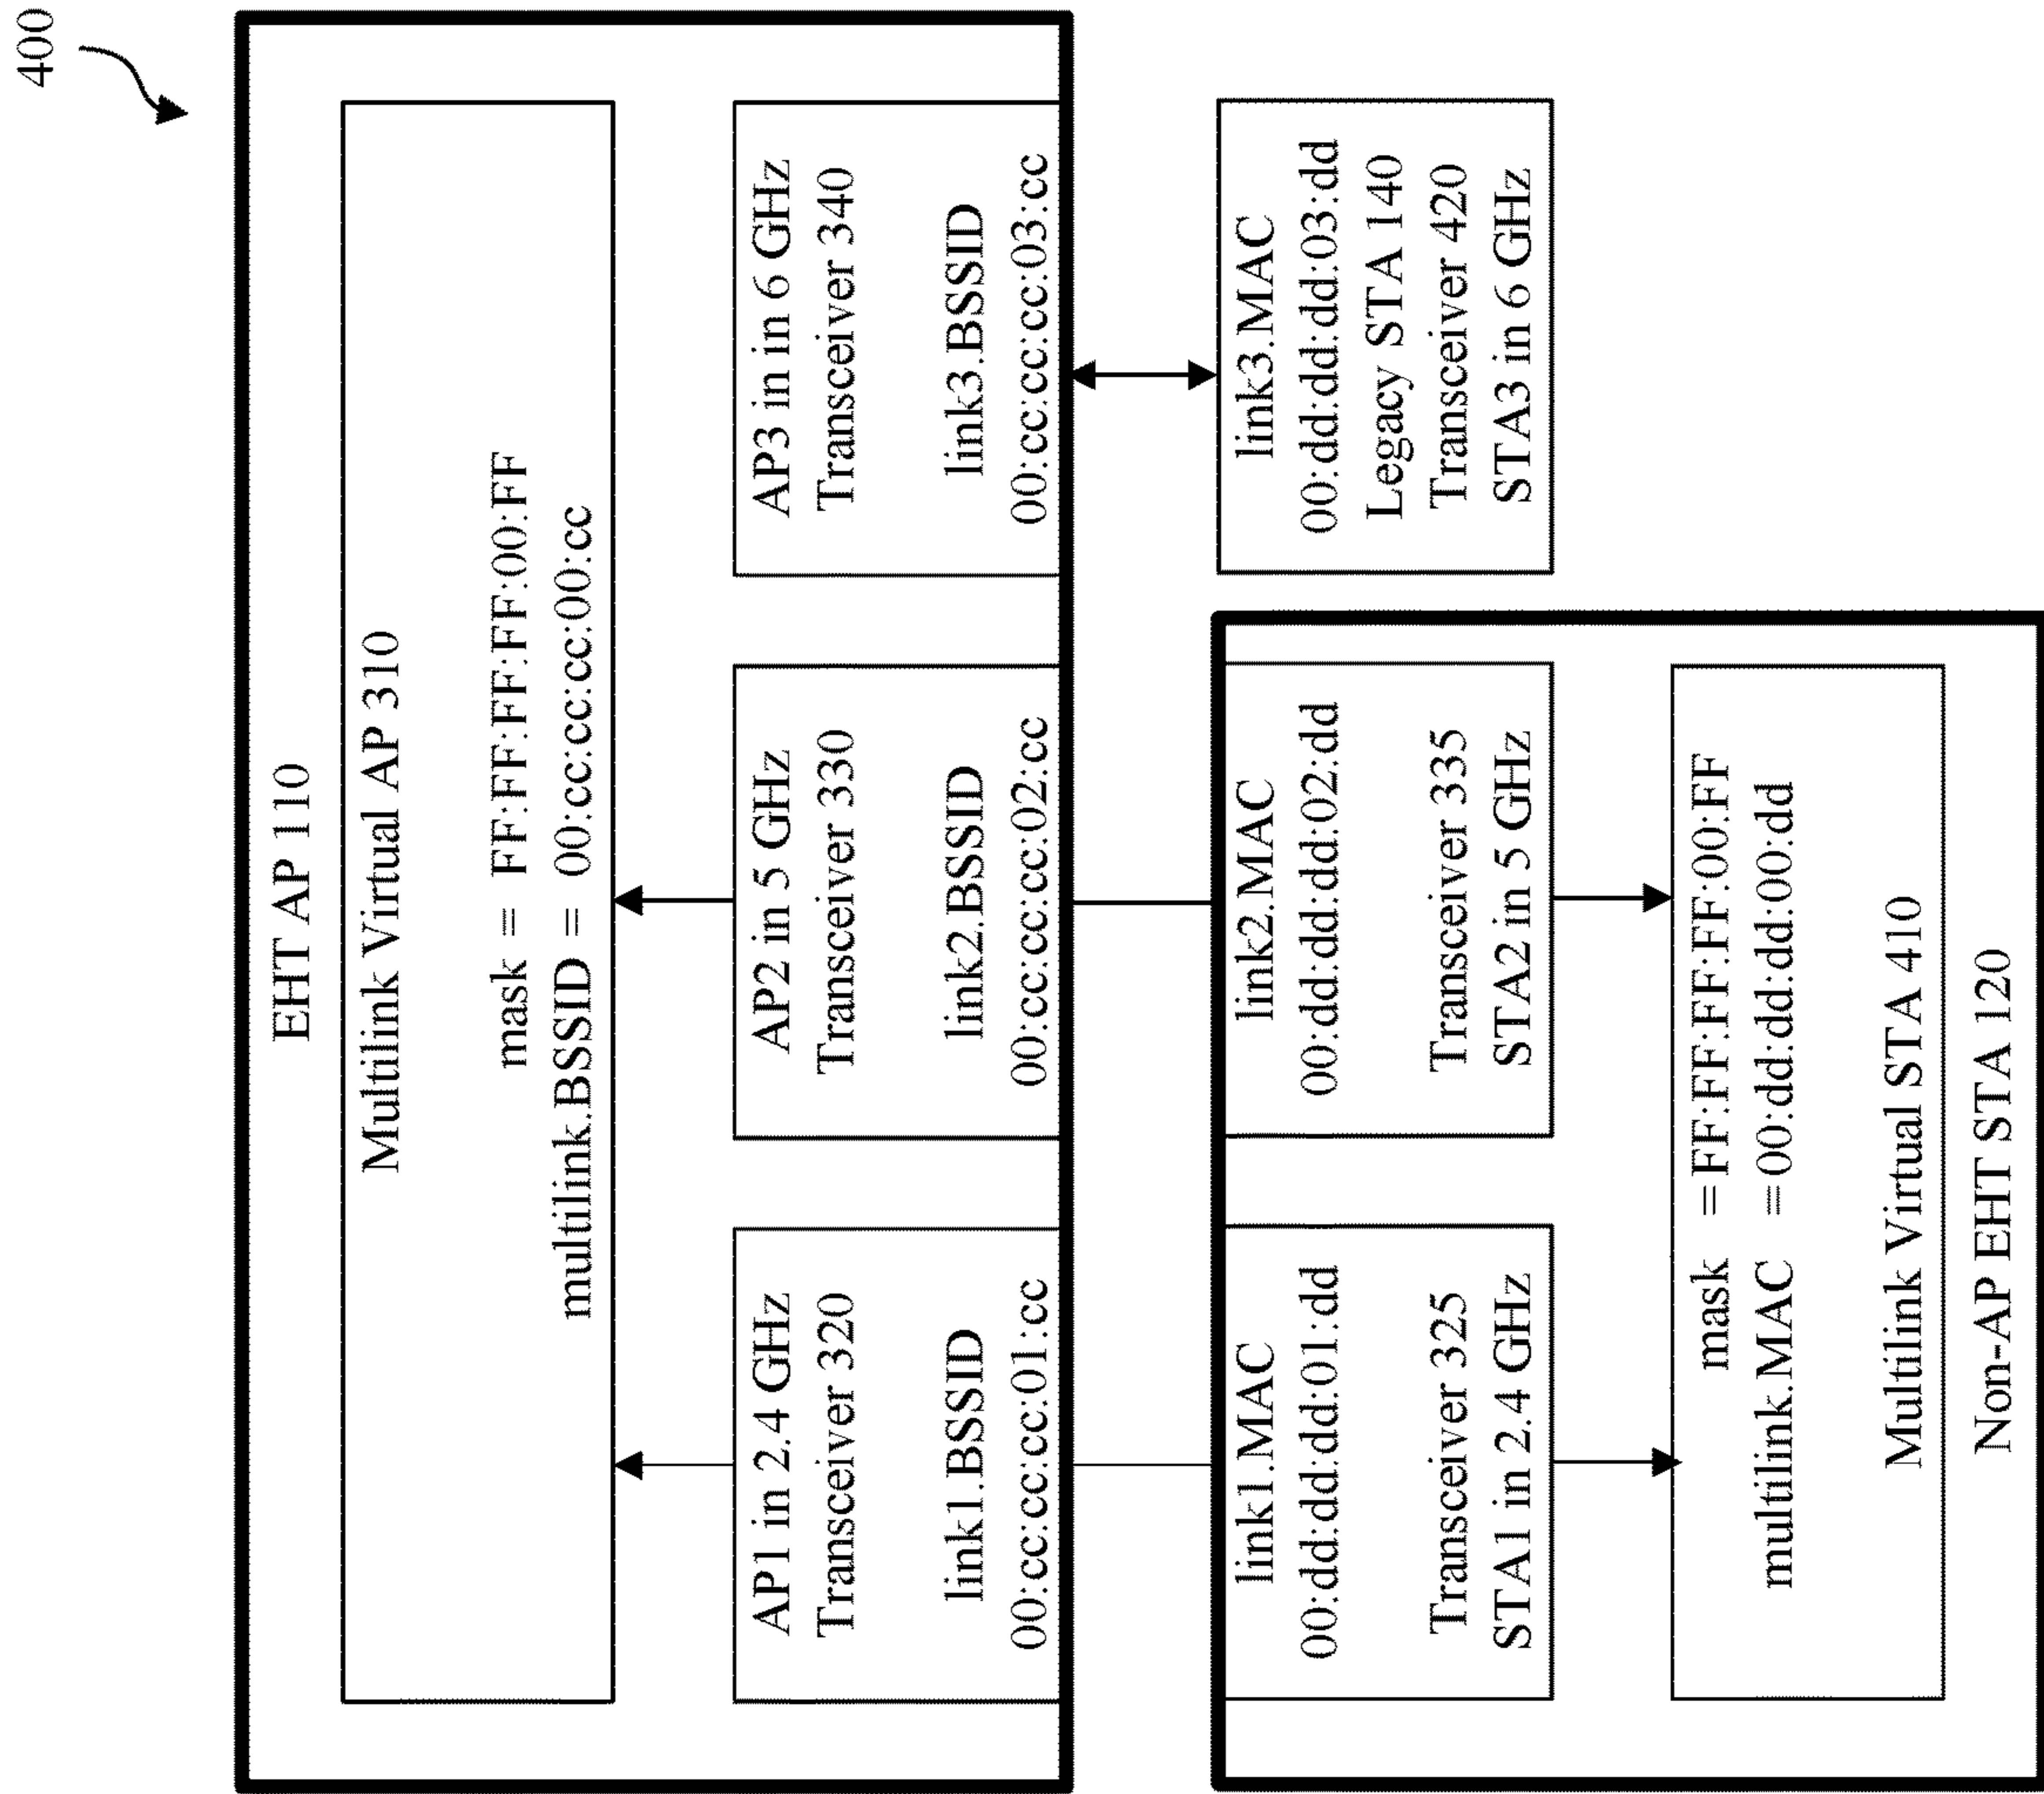 400
EHT AP 110
Multilink Virtual AP 310
mask = FF:FF:FF:FF:00:FF
multilink.BSSID = 00:cc:cc:cc:00:cc
AP1 in 2.4 GHz
Transceiver 320
link1.BSSID
00:cc:cc:cc:01:cc
AP2 in 5 GHz
Transceiver 330
link2.BSSID
00:cc:cc:cc:02:cc
AP3 in in 6 GHz
Transceiver 340
link3.BSSID
00:cc:cc:cc:03:cc
link1.MAC
00:dd:dd:dd:01:dd
Transceiver 325
STA1 in 2.4 GHz
link2.MAC
00:dd:dd:dd:02:dd
Transceiver 335
STA2 in 5 GHz
link3.MAC
00:dd:dd:dd:03:dd
Legacy STA 140
Transceiver 420
STA3 in 6 GHz
mask =FF:FF:FF:FF:00:FF
multilink.MAC =00:dd:dd:dd:00:dd
Multilink Virtual STA 410
Non-AP EHT STA 120